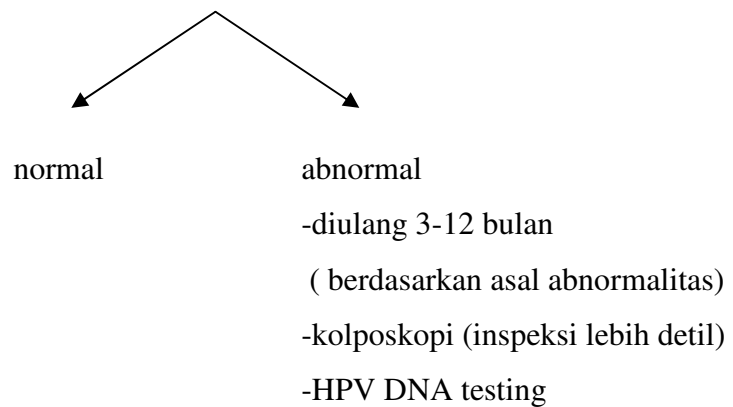 normal abnormal
-diulang 3-12 bulan
( berdasarkan asal abnormalitas)
-kolposkopi (inspeksi lebih detil)
-HPV DNA testing